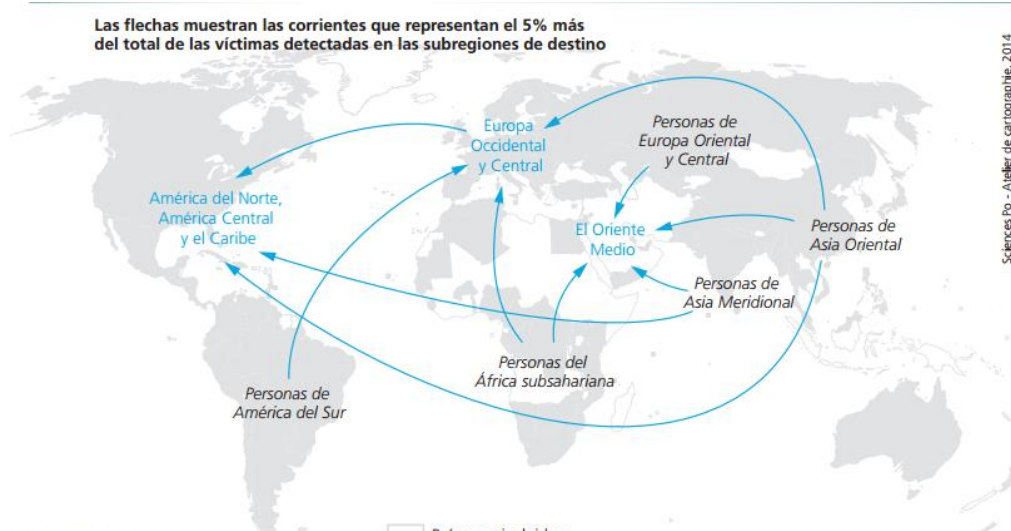 Las flechas muestran las corrientes que representan el 5% más
del total de las víctimas detectadas en las subregiones de destino
Sciences Po - Atelier de cartographie, 2014
Europa
Occidental
y Central
Personas de
Europa Oriental
y Central
América del Norte,
América Central
y el Caribe
El Oriente
Medio
Personas de
Asia Oriental
Personas de
Asia Meridional
Personas del
África subsahariana
Personas de
América del Sur